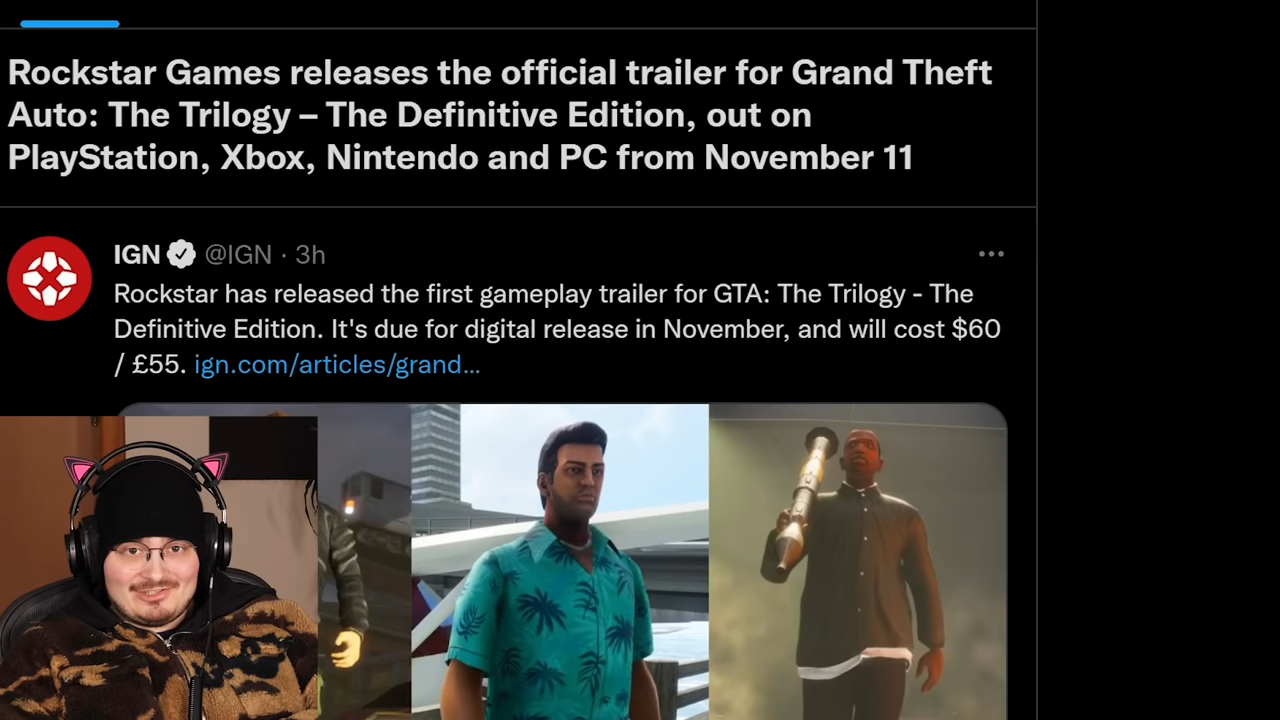 Rockstar Games releases the official trailer for Grand Theft
Auto: The Trilogy – The Definitive Edition, out on
PlayStation, Xbox, Nintendo and PC from November 11
IGN @IGN · 3h
Rockstar has released the first gameplay trailer for GTA: The Trilogy - The
Definitive Edition. It's due for digital release in November, and will cost $60
/ £55. ign.com/articles/grand...